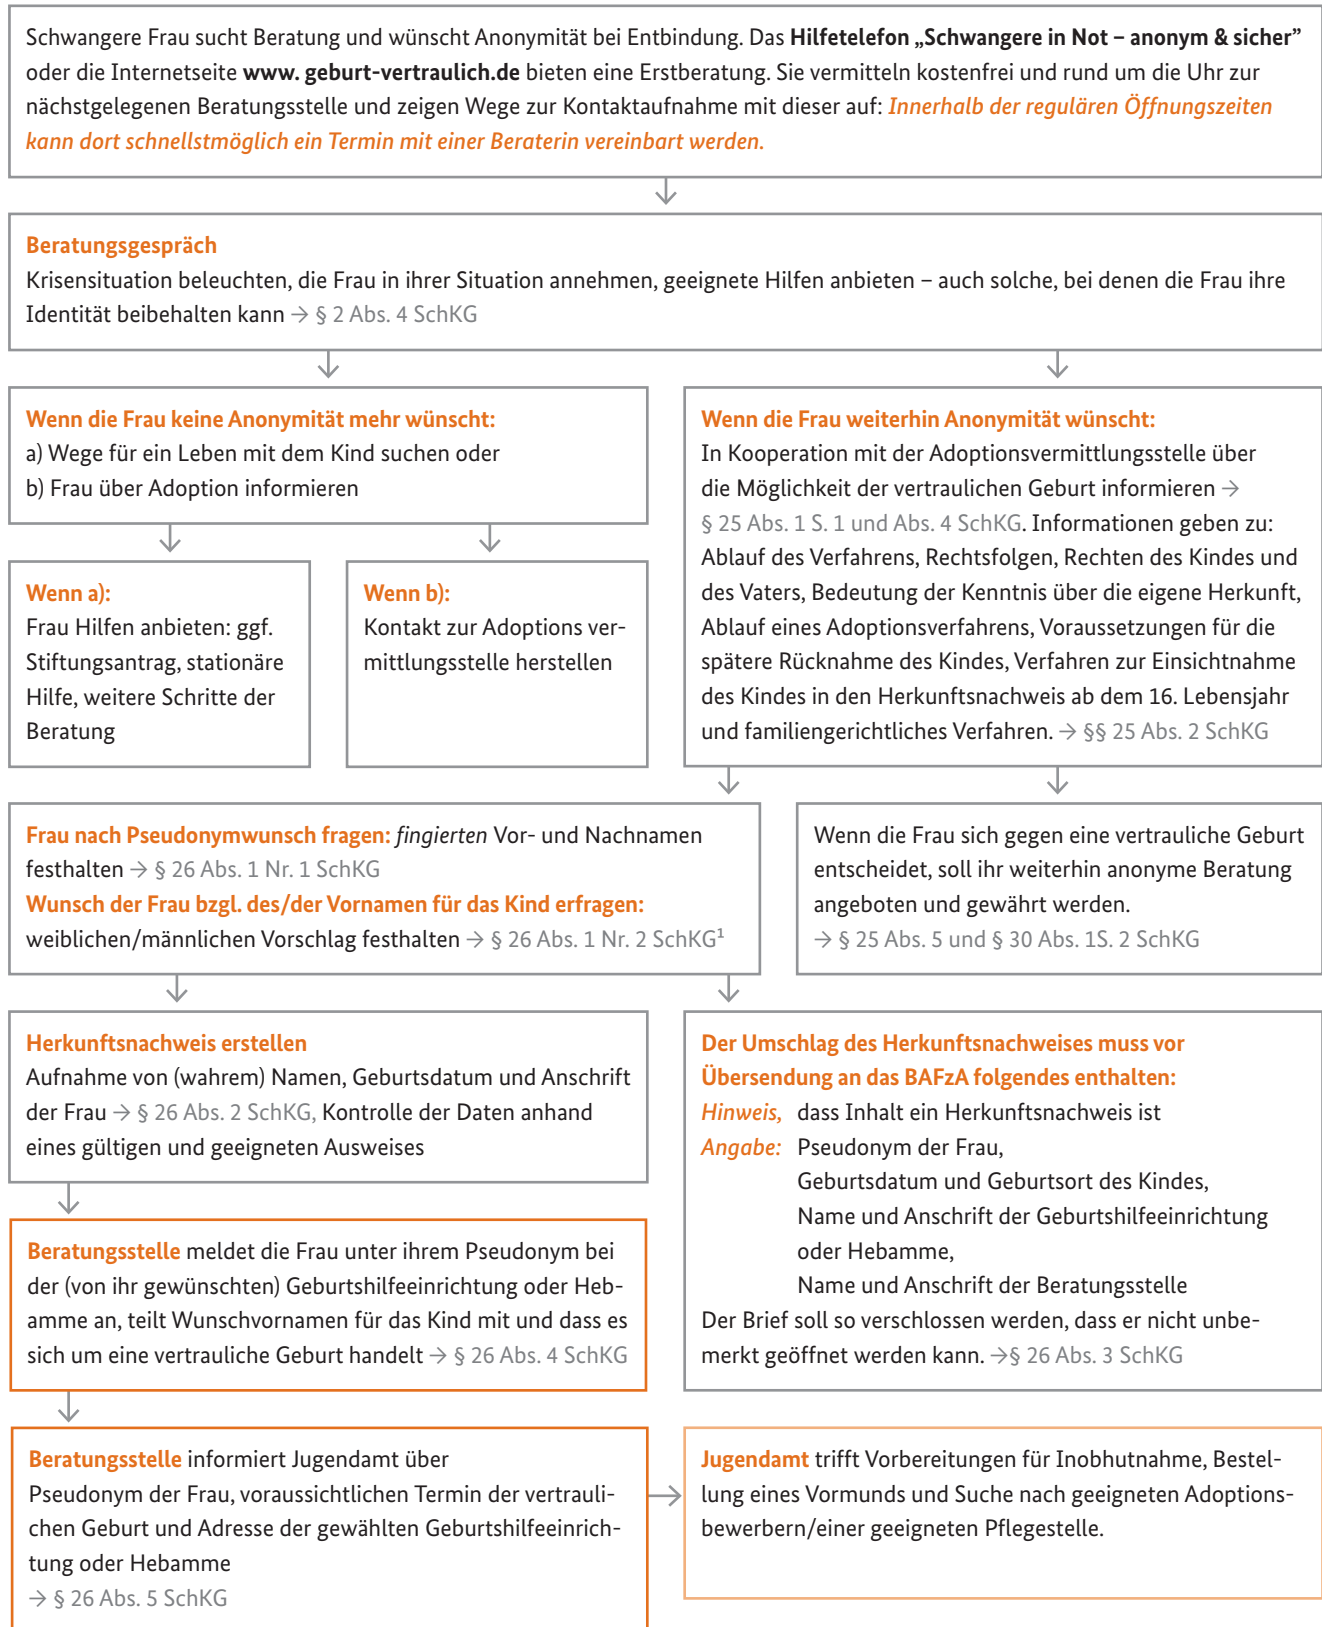 Schwangere Frau sucht Beratung und wünscht Anonymität bei Entbindung. Das Hilfetelefon „Schwangere in Not – anonym & sicher”
oder die Internetseite www. geburt-vertraulich.de bieten eine Erstberatung. Sie vermitteln kostenfrei und rund um die Uhr zur
nächstgelegenen Beratungsstelle und zeigen Wege zur Kontaktaufnahme mit dieser auf: Innerhalb der regulären Öffnungszeiten
kann dort schnellstmöglich ein Termin mit einer Beraterin vereinbart werden.
Beratungsgespräch
Krisensituation beleuchten, die Frau in ihrer Situation annehmen, geeignete Hilfen anbieten – auch solche, bei denen die Frau ihre
Identität beibehalten kann → § 2 Abs. 4 SchKG
Wenn die Frau keine Anonymität mehr wünscht:
a) Wege für ein Leben mit dem Kind suchen oder
b) Frau über Adoption informieren
Wenn a):
Frau Hilfen anbieten: ggf.
Stiftungsantrag, stationäre
Hilfe, weitere Schritte der
Beratung
Wenn b):
Kontakt zur Adoptions ver-
mittlungsstelle herstellen
Wenn die Frau weiterhin Anonymität wünscht:
In Kooperation mit der Adoptionsvermittlungsstelle über
die Möglichkeit der vertraulichen Geburt informieren →
§ 25 Abs. 1 S. 1 und Abs. 4 SchKG. Informationen geben zu:
Ablauf des Verfahrens, Rechtsfolgen, Rechten des Kindes und
des Vaters, Bedeutung der Kenntnis über die eigene Herkunft,
Ablauf eines Adoptionsverfahrens, Voraussetzungen für die
spätere Rücknahme des Kindes, Verfahren zur Einsichtnahme
des Kindes in den Herkunftsnachweis ab dem 16. Lebensjahr
und familiengerichtliches Verfahren. → §§ 25 Abs. 2 SchKG
Frau nach Pseudonymwunsch fragen: fingierten Vor- und Nachnamen
festhalten → § 26 Abs. 1 Nr. 1 SchKG
Wunsch der Frau bzgl. des/der Vornamen für das Kind erfragen:
weiblichen/männlichen Vorschlag festhalten → § 26 Abs. 1 Nr. 2 SchKG¹
Wenn die Frau sich gegen eine vertrauliche Geburt
entscheidet, soll ihr weiterhin anonyme Beratung
angeboten und gewährt werden.
→ § 25 Abs. 5 und § 30 Abs. 1S. 2 SchKG
Herkunftsnachweis erstellen
Aufnahme von (wahrem) Namen, Geburtsdatum und Anschrift
der Frau → § 26 Abs. 2 SchKG, Kontrolle der Daten anhand
eines gültigen und geeigneten Ausweises
Der Umschlag des Herkunftsnachweises muss vor
Übersendung an das BAFzA folgendes enthalten:
Hinweis, dass Inhalt ein Herkunftsnachweis ist
Angabe: Pseudonym der Frau,
Geburtsdatum und Geburtsort des Kindes,
Name und Anschrift der Geburtshilfeeinrichtung
oder Hebamme,
Name und Anschrift der Beratungsstelle
Der Brief soll so verschlossen werden, dass er nicht unbe-
merkt geöffnet werden kann. →§ 26 Abs. 3 SchKG
Beratungsstelle meldet die Frau unter ihrem Pseudonym bei
der (von ihr gewünschten) Geburtshilfeeinrichtung oder Heb-
amme an, teilt Wunschvornamen für das Kind mit und dass es
sich um eine vertrauliche Geburt handelt → § 26 Abs. 4 SchKG
Beratungsstelle informiert Jugendamt über
Pseudonym der Frau, voraussichtlichen Termin der vertrauli-
chen Geburt und Adresse der gewählten Geburtshilfeeinrich-
tung oder Hebamme
→ § 26 Abs. 5 SchKG
Jugendamt trifft Vorbereitungen für Inobhutnahme, Bestel-
lung eines Vormunds und Suche nach geeigneten Adoptions-
bewerbern/einer geeigneten Pflegestelle.